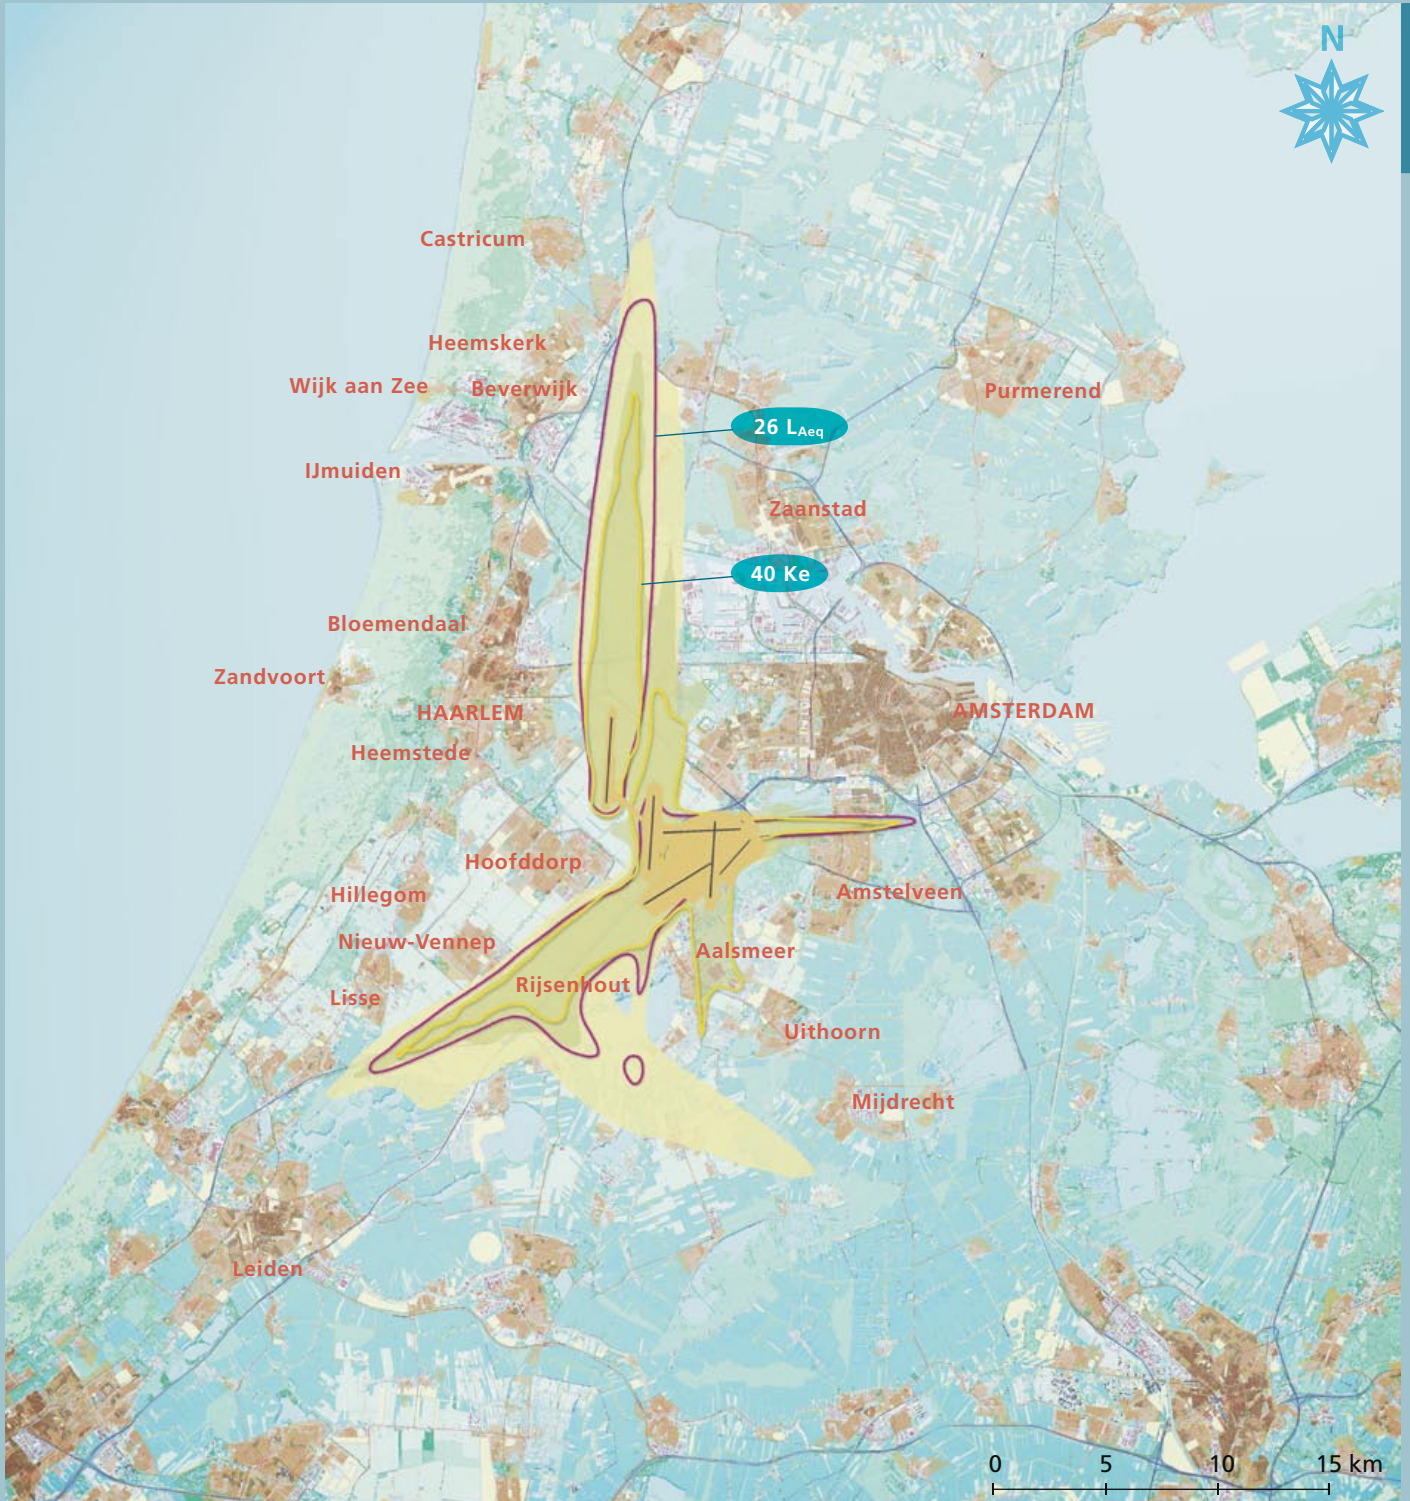 N
Castricum
Heemskerk
Wijk aan Zee
Beverwijk
Purmerend
26 LAeq
IJmuiden
Zaanstad
40 Ke
Bloemendaal
Zandvoort
HAARLEM
AMSTERDAM
Heemstede
Hoofddorp
Hillegom
Amstelveen
Nieuw-Vennep
Aalsmeer
Rijsenhout
Lisse
Uithoorn
Mijdrecht
Leiden
0 5 10 15 km